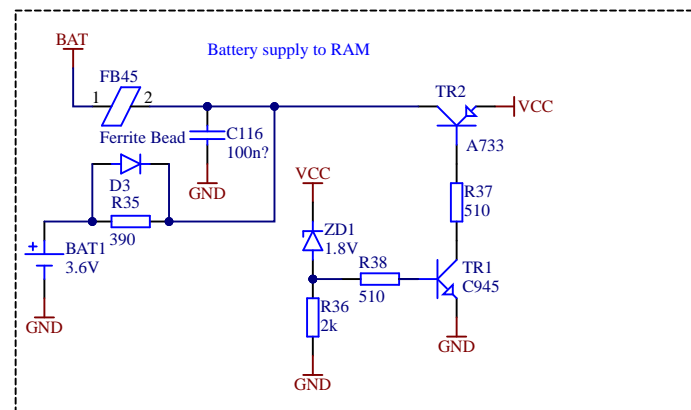 BAT
Battery supply to RAM
FB45
1
2
Ferrite Bead
C116
100n?
GND
TR2
VCC
A733
D3
R35
390
BAT1
3.6V
GND
VCC
ZD1
1.8V
R36
2k
GND
R38
510
R37
510
TR1
C945
GND